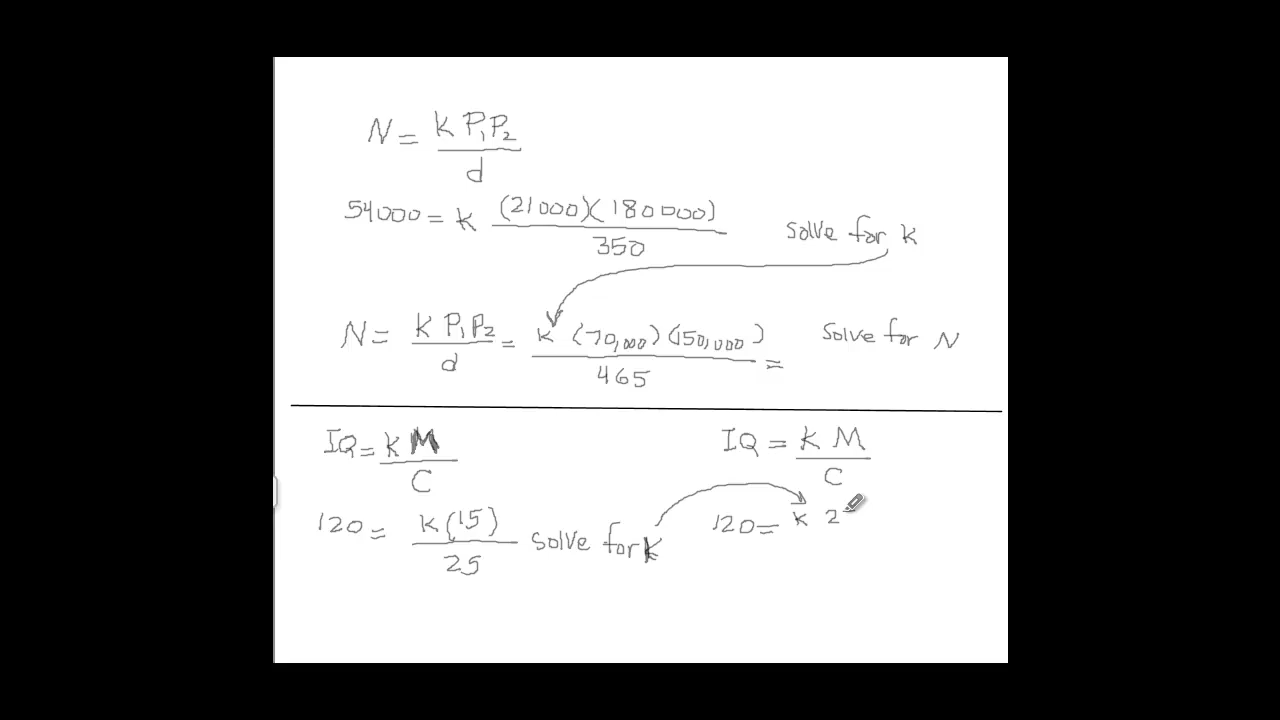 N = K P₁P₂ / d
54000 = K (21000)(180000) / 350 solve for K
N = K P₁P₂ / d = K (70,000)(150,000) / 465 = solve for N
IQ = K M / C
120 = K(15) / 25 solve for K
IQ = K M / C
120 = K 2